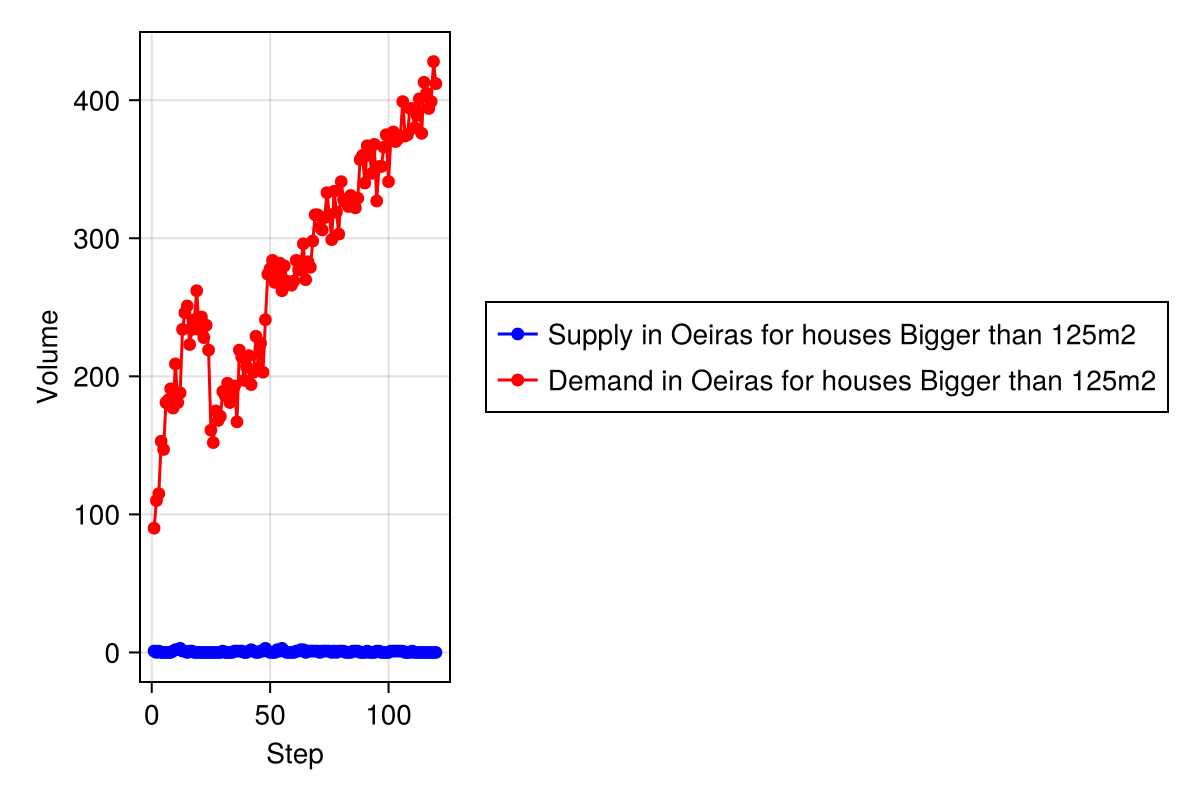 400
300
200
100
0
Volume
0 50 100
Step
Supply in Oeiras for houses Bigger than 125m2
Demand in Oeiras for houses Bigger than 125m2